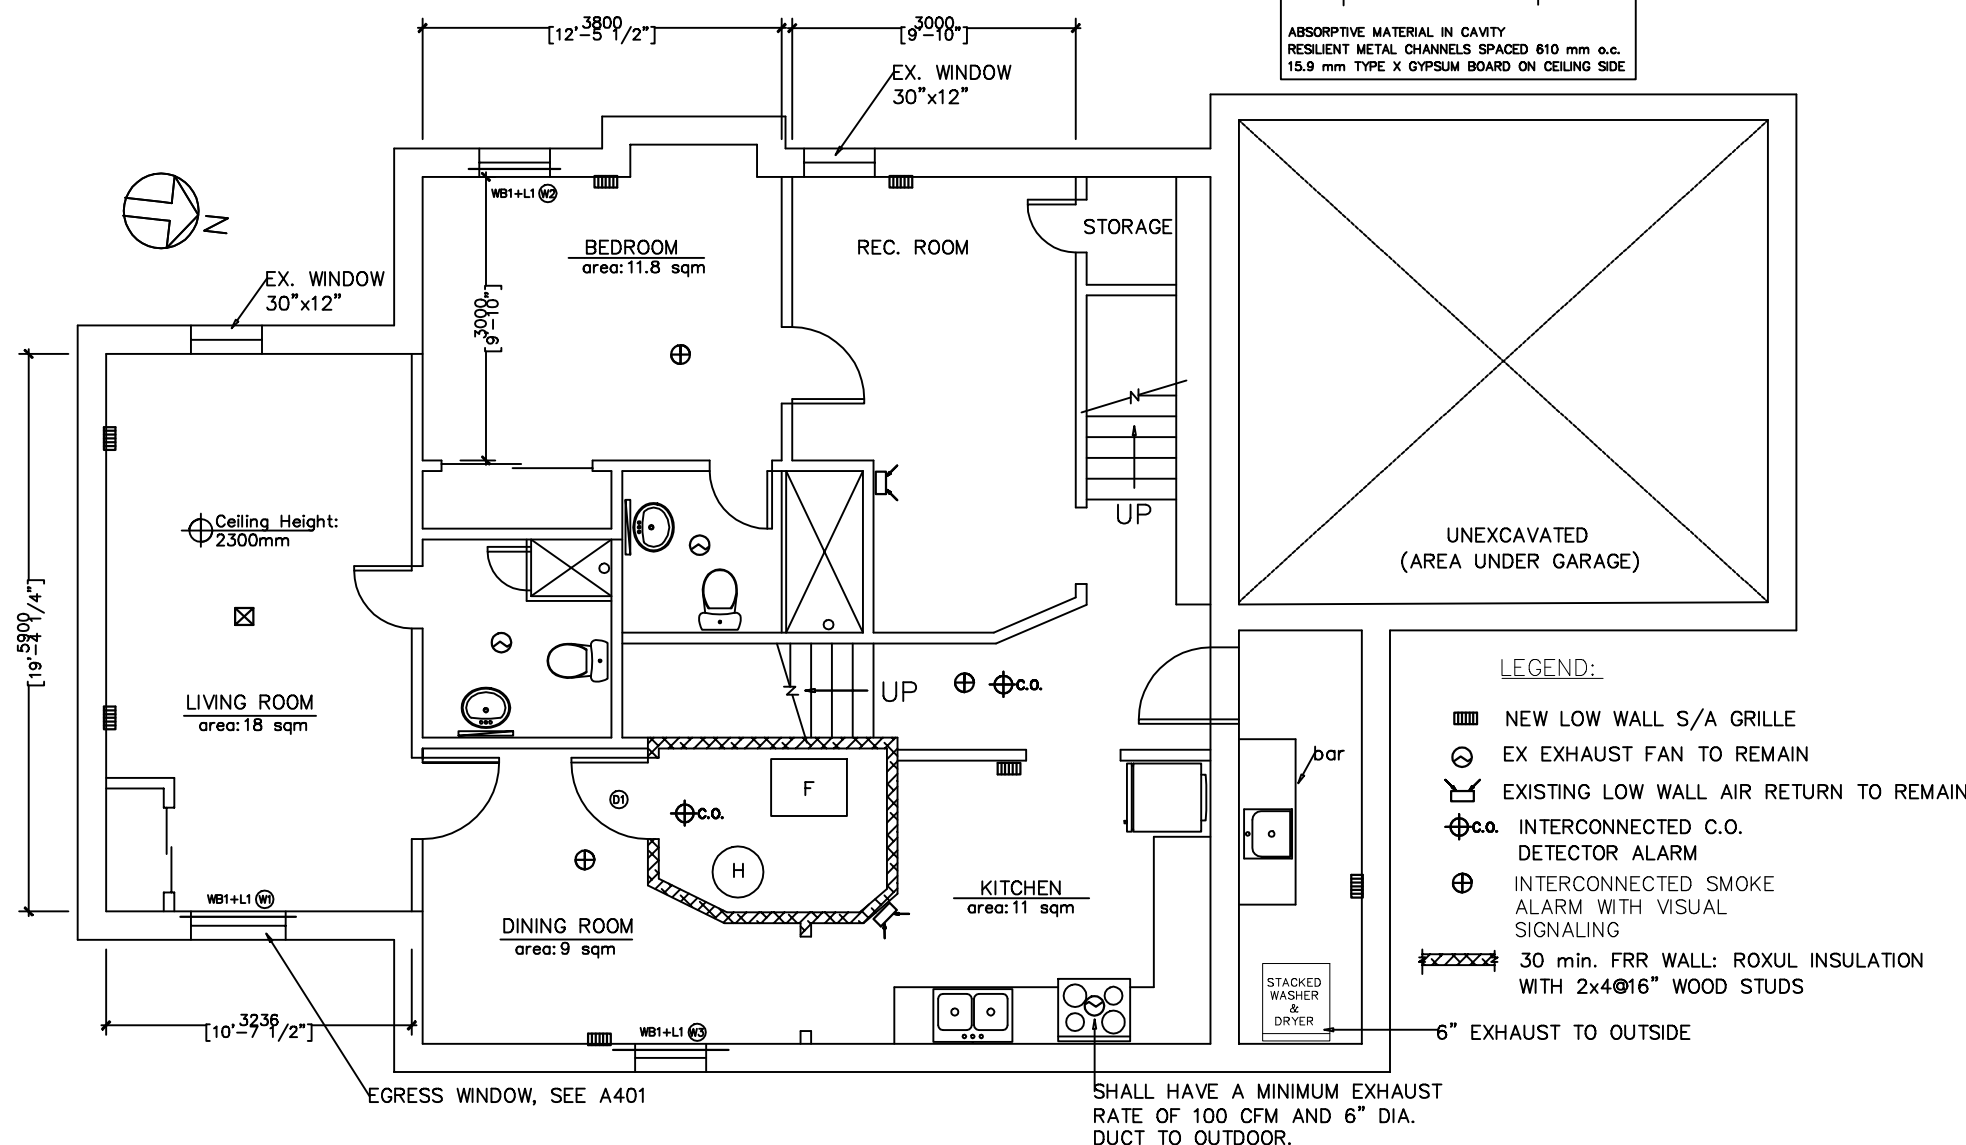 3800
[12'-5 1/2"]
3000
[9'-10"]
ABSORPTIVE MATERIAL IN CAVITY
RESILIENT METAL CHANNELS SPACED 610 mm o.c.
15.9 mm TYPE X GYPSUM BOARD ON CEILING SIDE
EX. WINDOW
30"x12"
WB1+L1 W2
N
BEDROOM
area: 11.8 sqm
REC. ROOM
STORAGE
EX. WINDOW
30"x12"
3000
[9'-10"]
N
UP
Ceiling Height:
2300mm
UNEXCAVATED
(AREA UNDER GARAGE)
5900
[19'-4 1/4"]
N
UP
C.O.
LIVING ROOM
area: 18 sqm
LEGEND:
NEW LOW WALL S/A GRILLE
EX EXHAUST FAN TO REMAIN
EXISTING LOW WALL AIR RETURN TO REMAIN
C.O. INTERCONNECTED C.O.
DETECTOR ALARM
INTERCONNECTED SMOKE
ALARM WITH VISUAL
SIGNALING
30 min. FRR WALL: ROXUL INSULATION
WITH 2x4@16" WOOD STUDS
bar
F
D1
C.O.
H
KITCHEN
area: 11 sqm
WB1+L1 W1
DINING ROOM
area: 9 sqm
STACKED
WASHER
&
DRYER
6" EXHAUST TO OUTSIDE
3236
[10'-7 1/2"]
WB1+L1 W3
EGRESS WINDOW, SEE A401
SHALL HAVE A MINIMUM EXHAUST
RATE OF 100 CFM AND 6" DIA.
DUCT TO OUTDOOR.